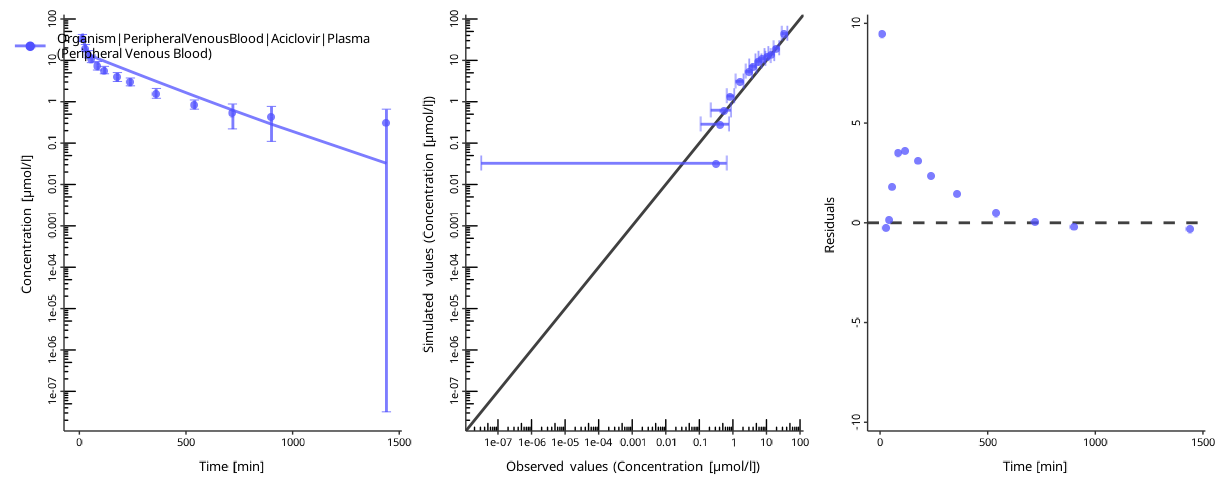 Organism|PeripheralVenousBlood|Aciclovir|Plasma
(Peripheral Venous Blood)
Concentration [µmol/l]
100
10
1
0.1
0.01
0.001
1e-04
1e-05
1e-06
1e-07
0 500 1000 1500
Time [min]
Simulated values (Concentration [µmol/l])
100
10
1
0.1
0.01
0.001
1e-04
1e-05
1e-06
1e-07
1e-07 1e-06 1e-05 1e-04 0.001 0.01 0.1 1 10 100
Observed values (Concentration [µmol/l])
Residuals
10
5
0
-5
-10
0 500 1000 1500
Time [min]